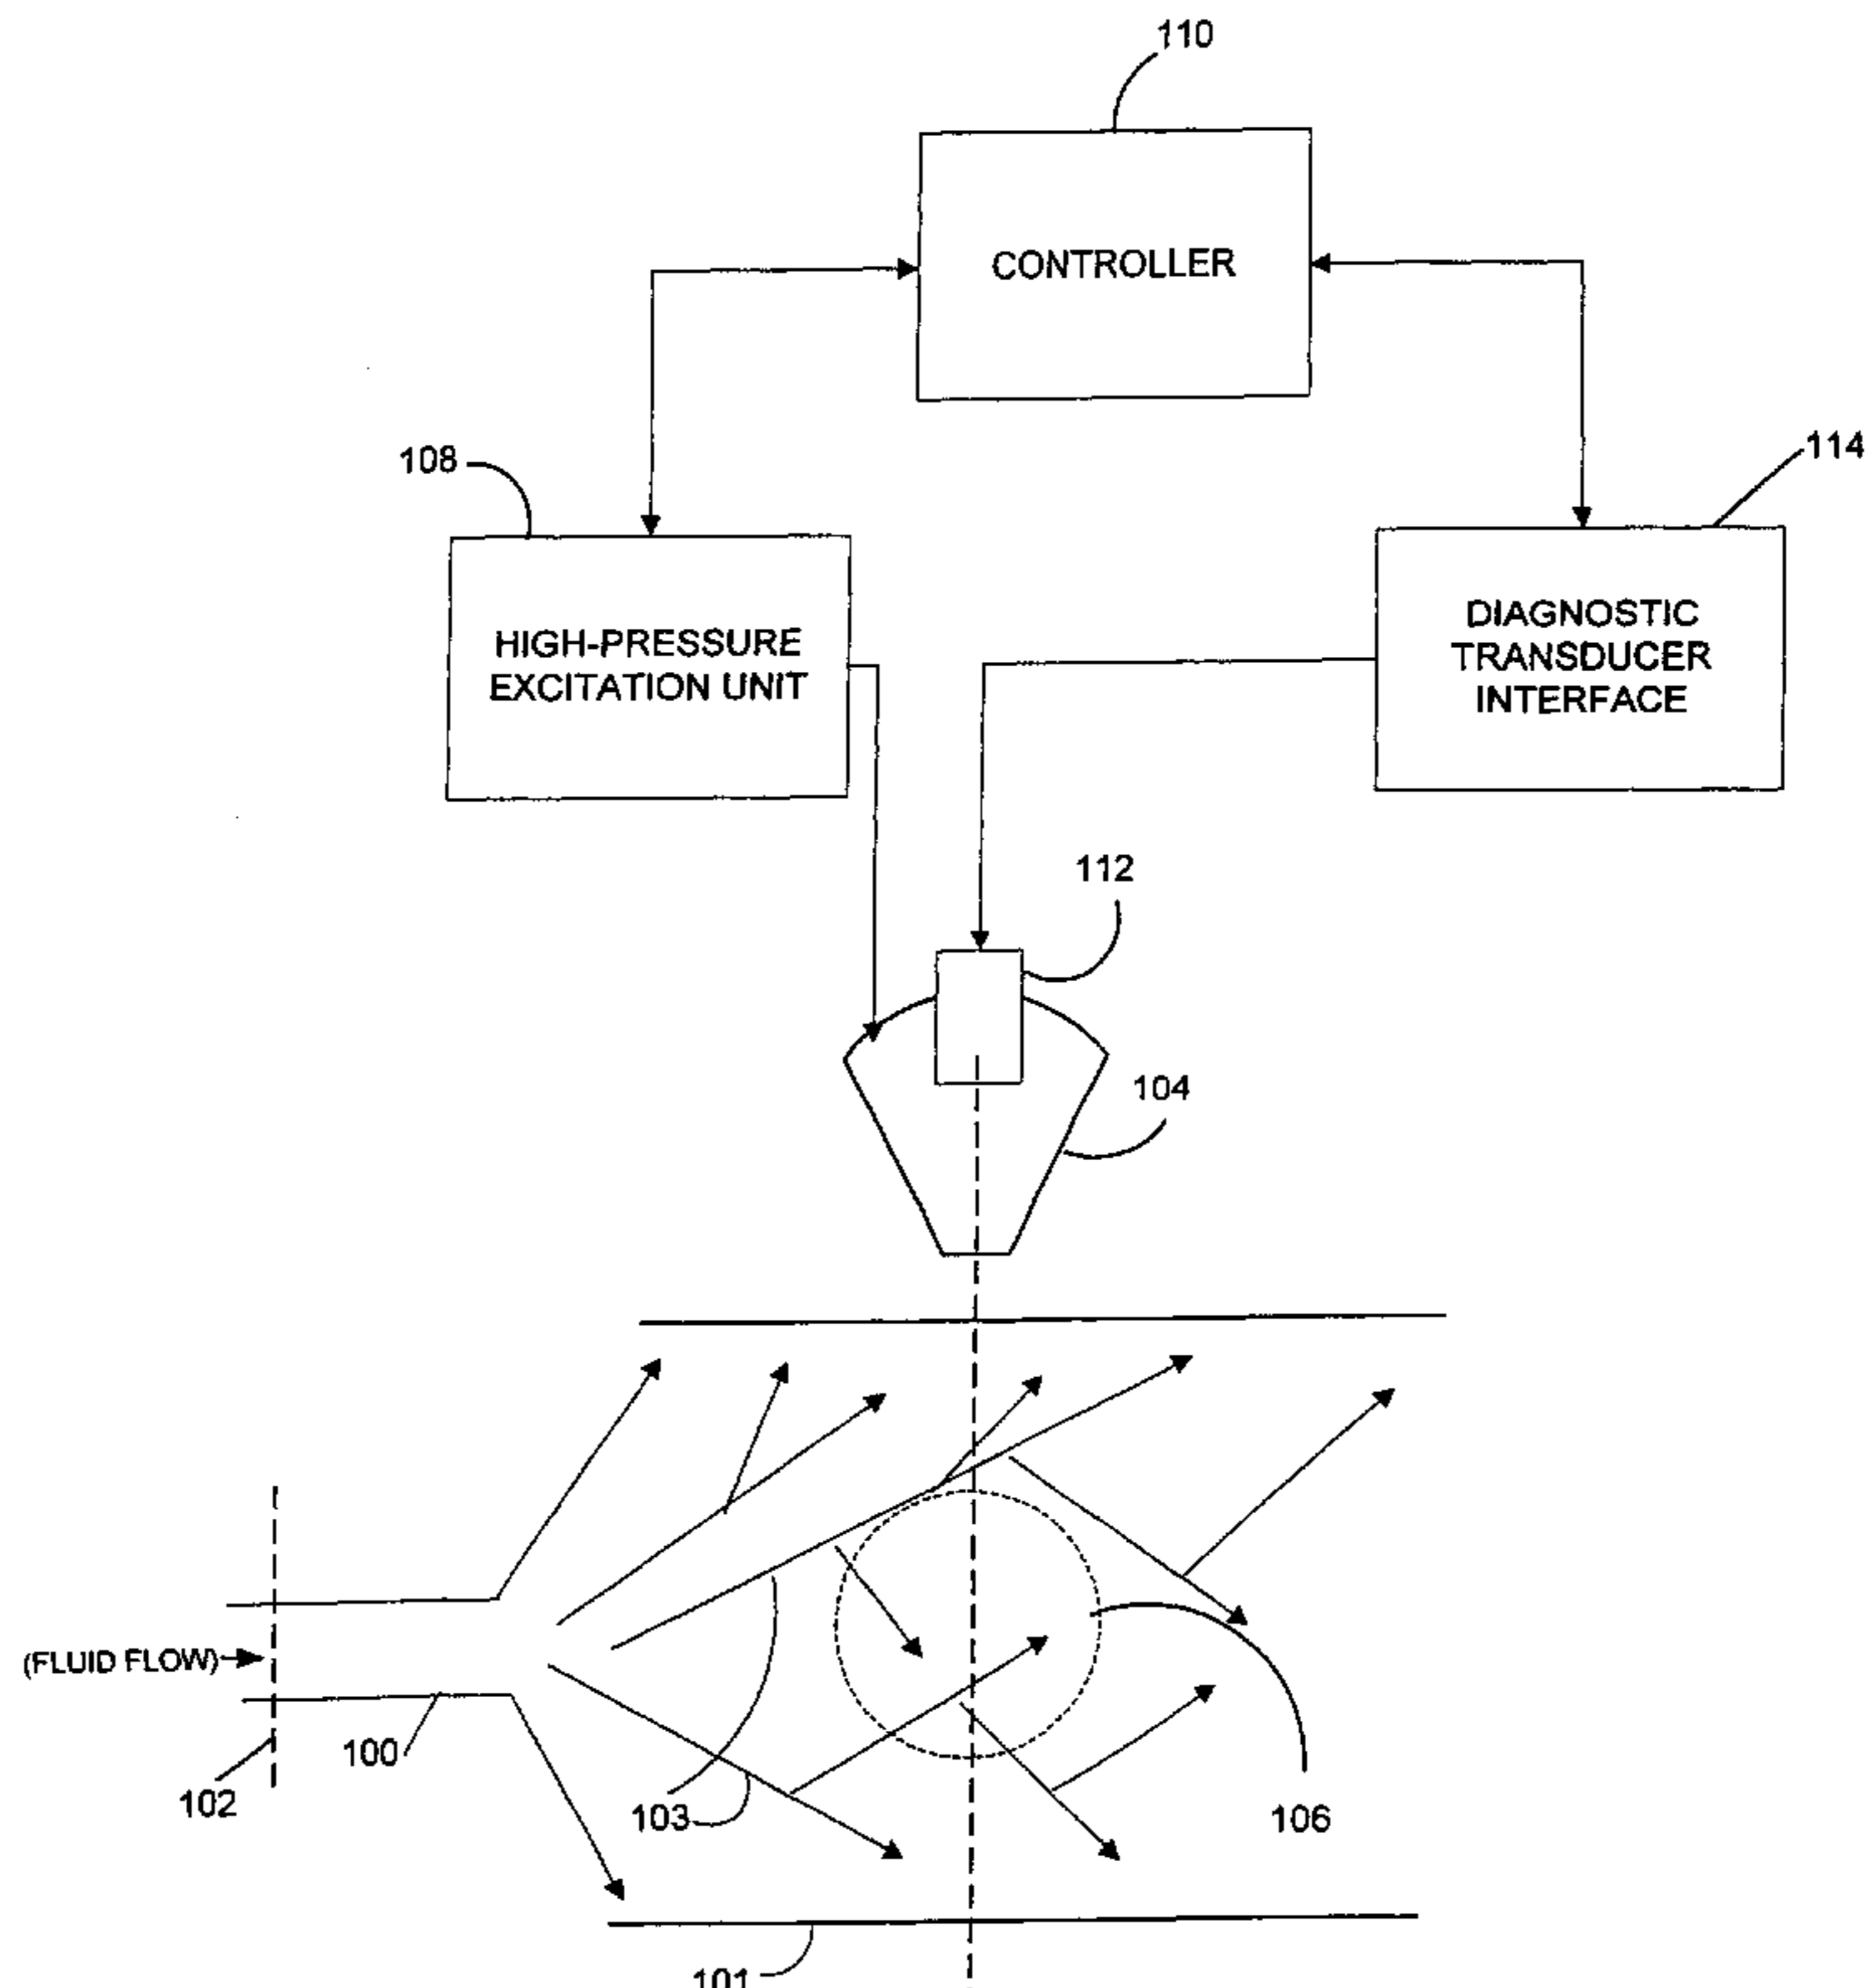 110
CONTROLLER
108
114
HIGH-PRESSURE
EXCITATION UNIT
DIAGNOSTIC
TRANSDUCER
INTERFACE
112
104
(FLUID FLOW)
100
102
103
106
101